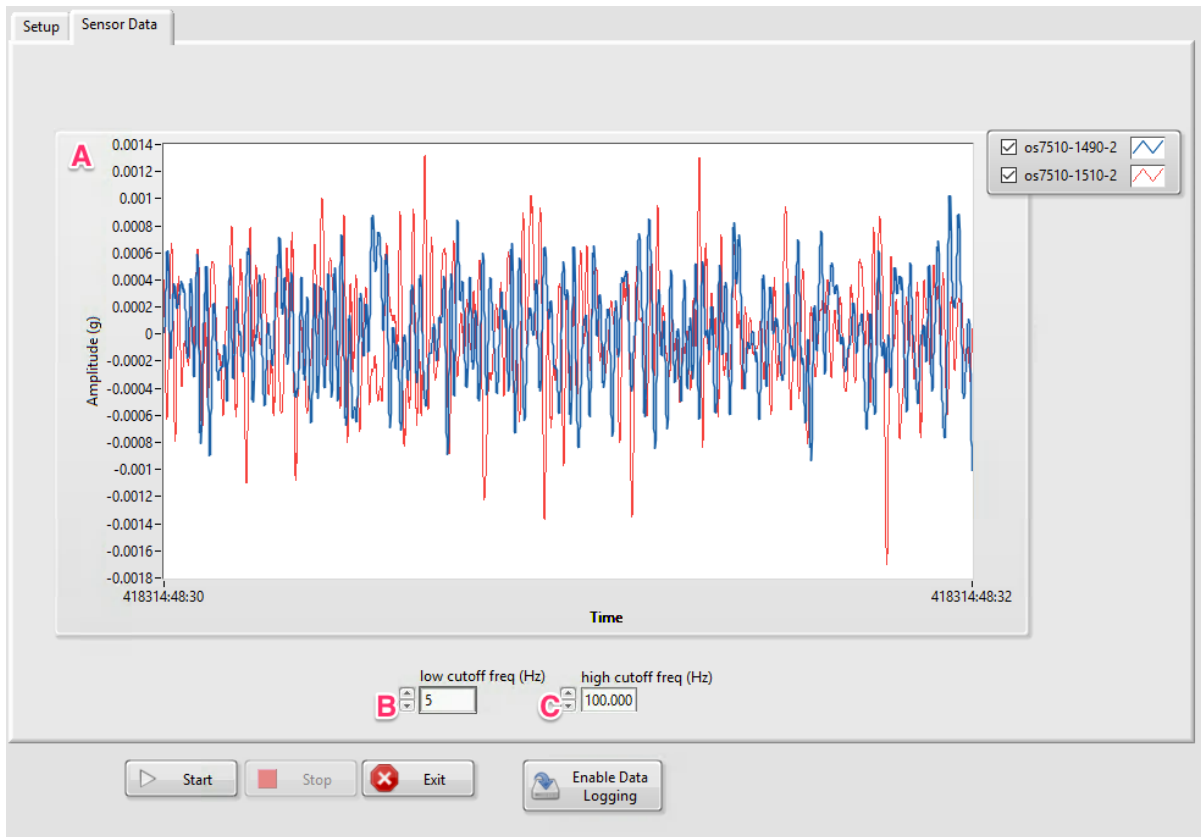 Setup
Sensor Data
A
0.0014
0.0012
0.001
0.0008
0.0006
0.0004
0.0002
0
-0.0002
-0.0004
-0.0006
-0.0008
-0.001
-0.0012
-0.0014
-0.0016
-0.0018
Amplitude (g)
418314:48:30
418314:48:32
Time
os7510-1490-2
os7510-1510-2
low cutoff freq (Hz)
high cutoff freq (Hz)
B
5
C
100.000
Start
Stop
Exit
Enable Data
Logging